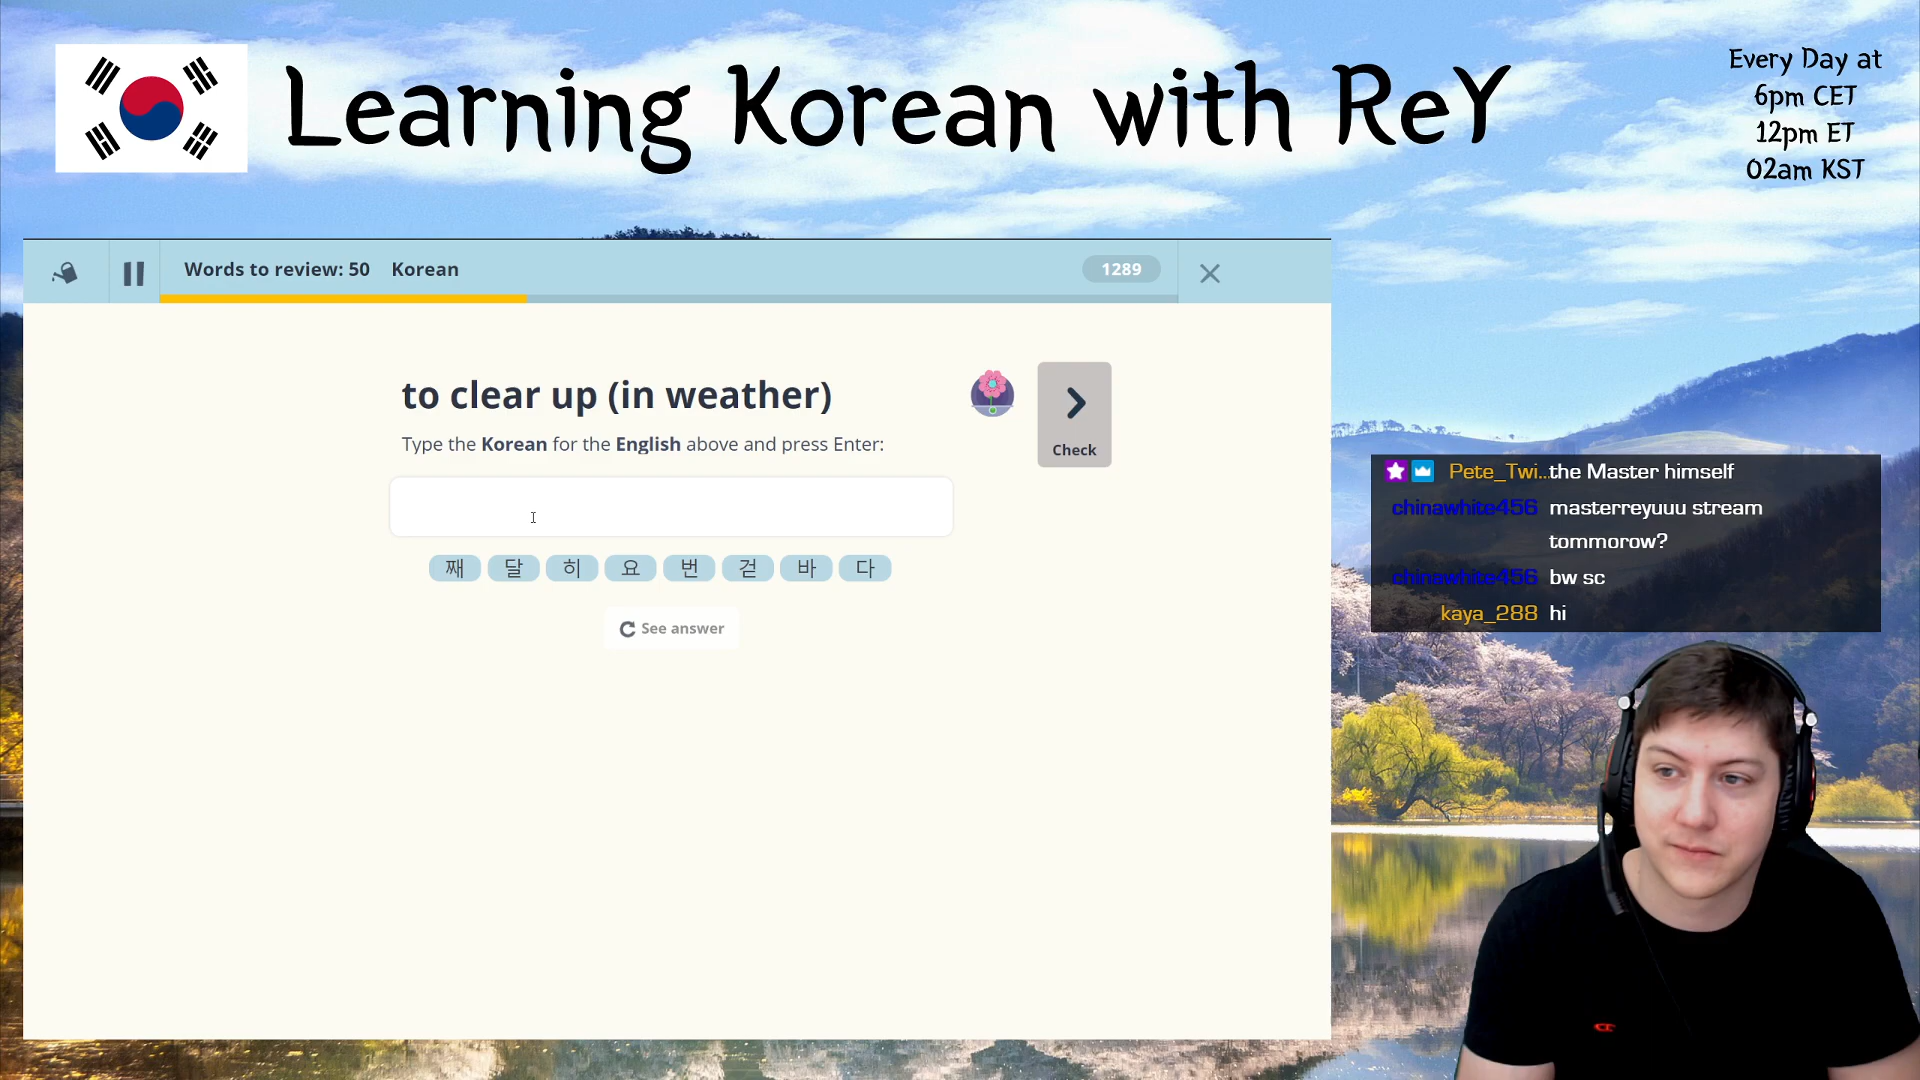 Learning Korean with ReY
Every Day at
6pm CET
12pm ET
02am KST
Words to review: 50 Korean
1289
to clear up (in weather)
Type the Korean for the English above and press Enter:
Check
째 달 히 요 번 걷 바 다
See answer
Pete_Twi... the Master himself
chinawhite456 masterreyuuu stream
tommorow?
chinawhite456 bw sc
kaya_288 hi